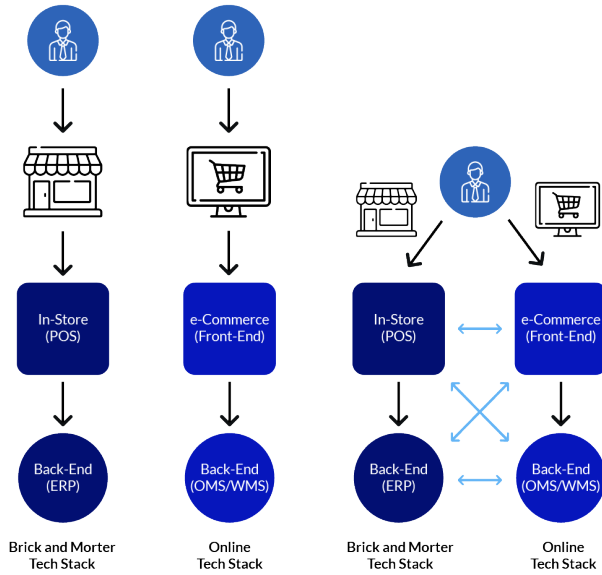 In-Store
(POS)
e-Commerce
(Front-End)
In-Store
(POS)
e-Commerce
(Front-End)
Back-End
(ERP)
Back-End
(OMS/WMS)
Back-End
(ERP)
Back-End
(OMS/WMS)
Brick and Morter
Tech Stack
Online
Tech Stack
Brick and Morter
Tech Stack
Online
Tech Stack